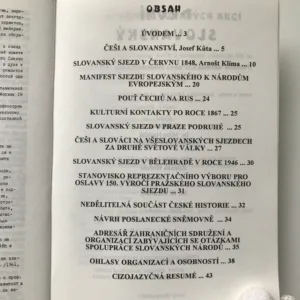 OBSAH
ÚVODEM ... 3
ČEŠI A SLOVANSTVÍ, Josef Káta ... 5
SLOVANSKÝ SJEZD V ČERVNU 1848, Arnošt Klíma ... 10
MANIFEST SJEZDU SLOVANSKÉHO K NÁRODŮM
EVROPEJSKÝM ... 20
POUŤ ČECHŮ NA RUS ... 24
KULTURNÍ KONTAKTY PO ROCE 1867 ... 25
SLOVANSKÝ SJEZD V PRAZE PODRUHÉ ... 25
ČEŠI A SLOVÁCI NA VŠESLOVANSKÝCH SJEZDECH
ZA DRUHÉ SVĚTOVÉ VÁLKY ... 27
SLOVANSKÝ SJEZD V BĚLEHRADĚ V ROCE 1946 ... 30
STANOVISKO REPREZENTAČNÍHO VÝBORU PRO
OSLAVY 150. VÝROČÍ PRAŽSKÉHO SLOVANSKÉHO
SJEZDU ... 31
NEDĚLITELNÁ SOUČÁST ČESKÉ HISTORIE ... 32
NÁVRH POSLANECKÉ SNĚMOVNĚ ... 34
ADRESÁŘ ZAHRANIČNÍCH SDRUŽENÍ A
ORGANIZACÍ ZABÝVAJÍCÍCH SE OTÁZKAMI
SPOLUPRÁCE SLOVANSKÝCH NÁRODŮ ... 35
OHLASY ORGANIZACÍ A OSOBNOSTÍ ... 38
CIZOJAZYČNÁ RESUMÉ ... 43